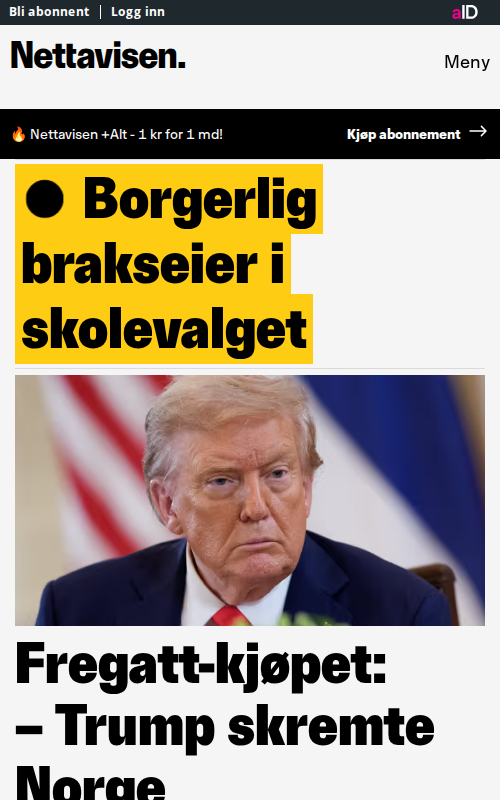 Bli abonnent | Logg inn
aID
Nettavisen.
Meny
🔥 Nettavisen +Alt - 1 kr for 1 md!
Kjøp abonnement →
● Borgerlig
brakseier i
skolevalget
Fregatt-kjøpet:
– Trump skremte
Norge